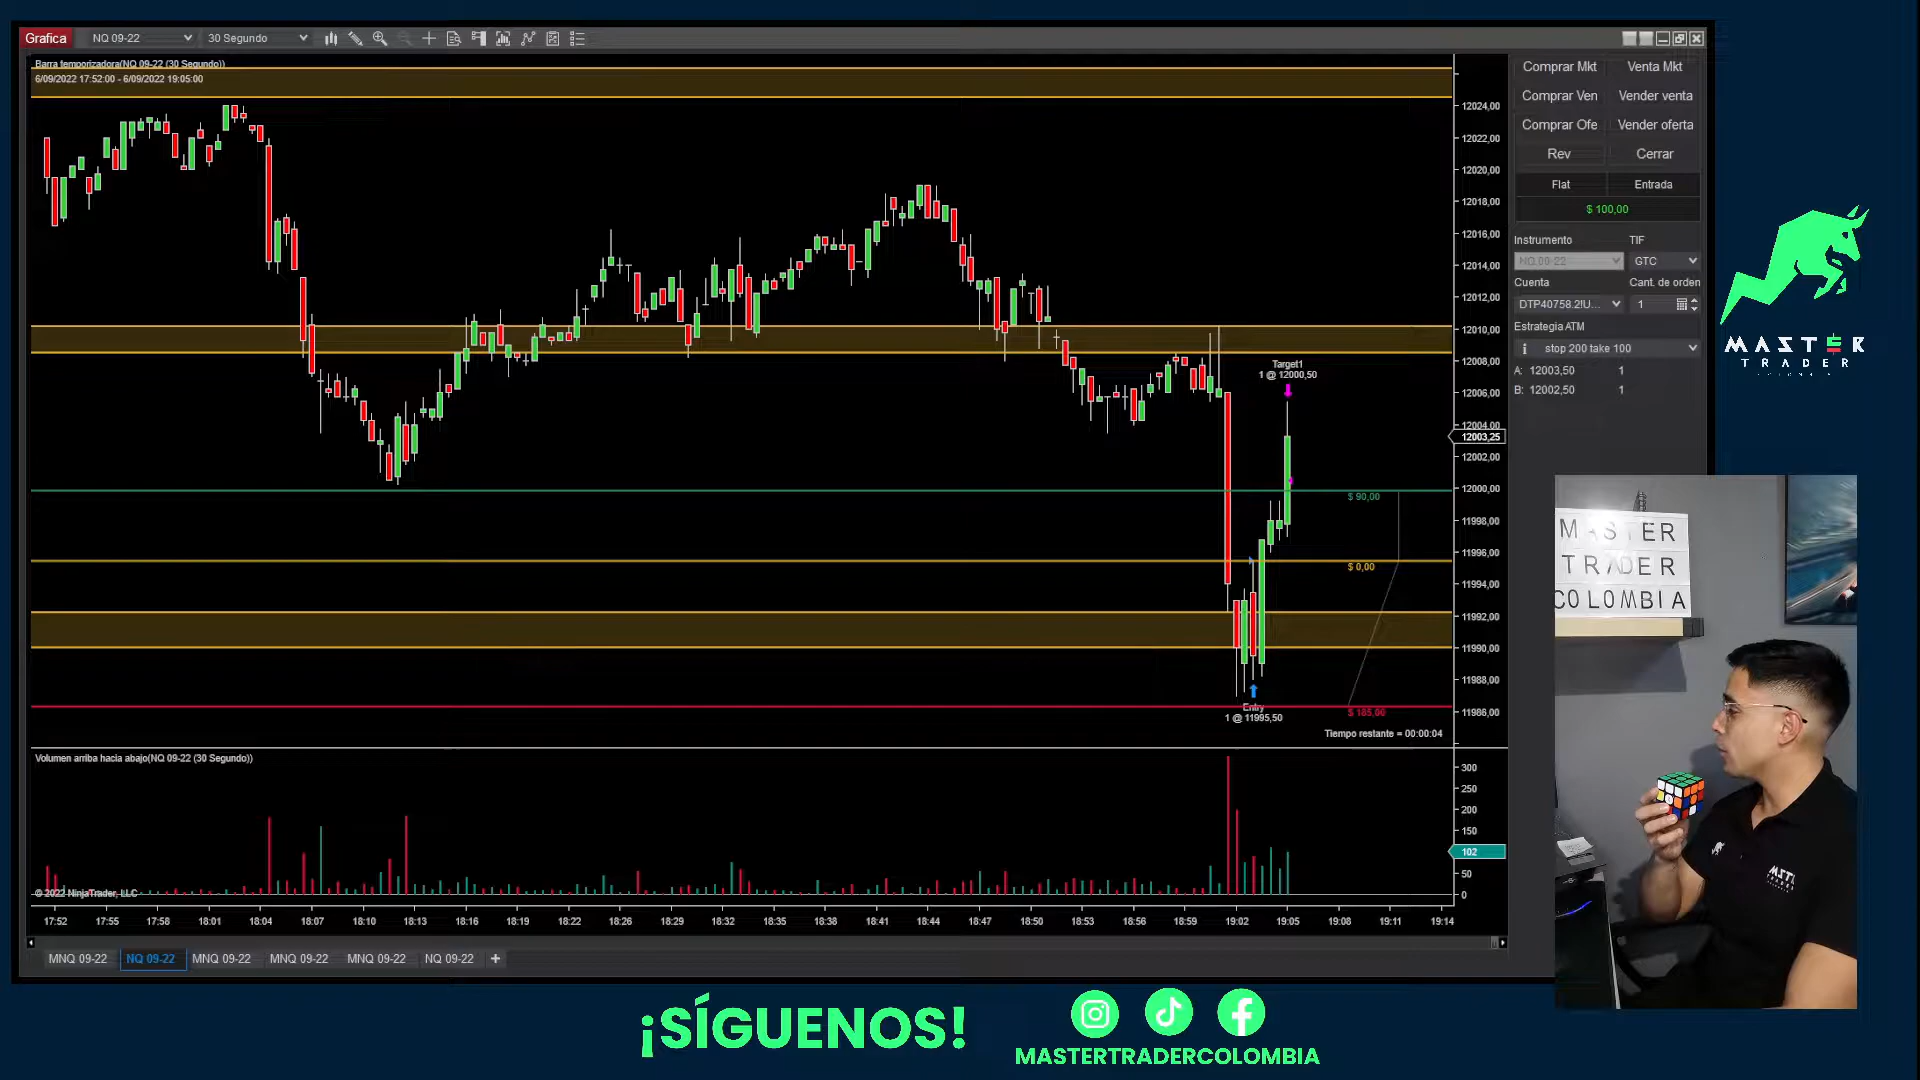 Grafica
NQ 09-22
30 Segundo
Barra temporizadora(NQ 09-22 (30 Segundo))
6/09/2022 17:52:00 - 6/09/2022 19:05:00
Target1
1 @ 12000,50
$ 90,00
$ 0,00
$ 185,00
Entry
1 @ 11995,50
Tiempo restante = 00:00:04
12024,00
12022,00
12020,00
12018,00
12016,00
12014,00
12012,00
12010,00
12008,00
12006,00
12004,00
12003,25
12002,00
12000,00
11998,00
11996,00
11994,00
11992,00
11990,00
11988,00
11986,00
Volumen arriba hacia abajo(NQ 09-22 (30 Segundo))
300
250
200
150
102
50
0
© 2022 NinjaTrader, LLC
17:52 17:55 17:58 18:01 18:04 18:07 18:10 18:13 18:16 18:19 18:22 18:26 18:29 18:32 18:35 18:38 18:41 18:44 18:47 18:50 18:53 18:56 18:59 19:02 19:05 19:08 19:11 19:14
MNQ 09-22 NQ 09-22 MNQ 09-22 MNQ 09-22 MNQ 09-22 NQ 09-22 +
Comprar Mkt Venta Mkt
Comprar Ven Vender venta
Comprar Ofe Vender oferta
Rev Cerrar
Flat Entrada
$ 100,00
Instrumento TIF
NQ 09-22 GTC
Cuenta Cant. de orden
DTP40758.2!U... 1
Estrategia ATM
stop 200 take 100
A: 12003,50 1
B: 12002,50 1
MASTER
TRADER
MASTER
TRADER
COLOMBIA
¡SÍGUENOS!
MASTERTRADERCOLOMBIA